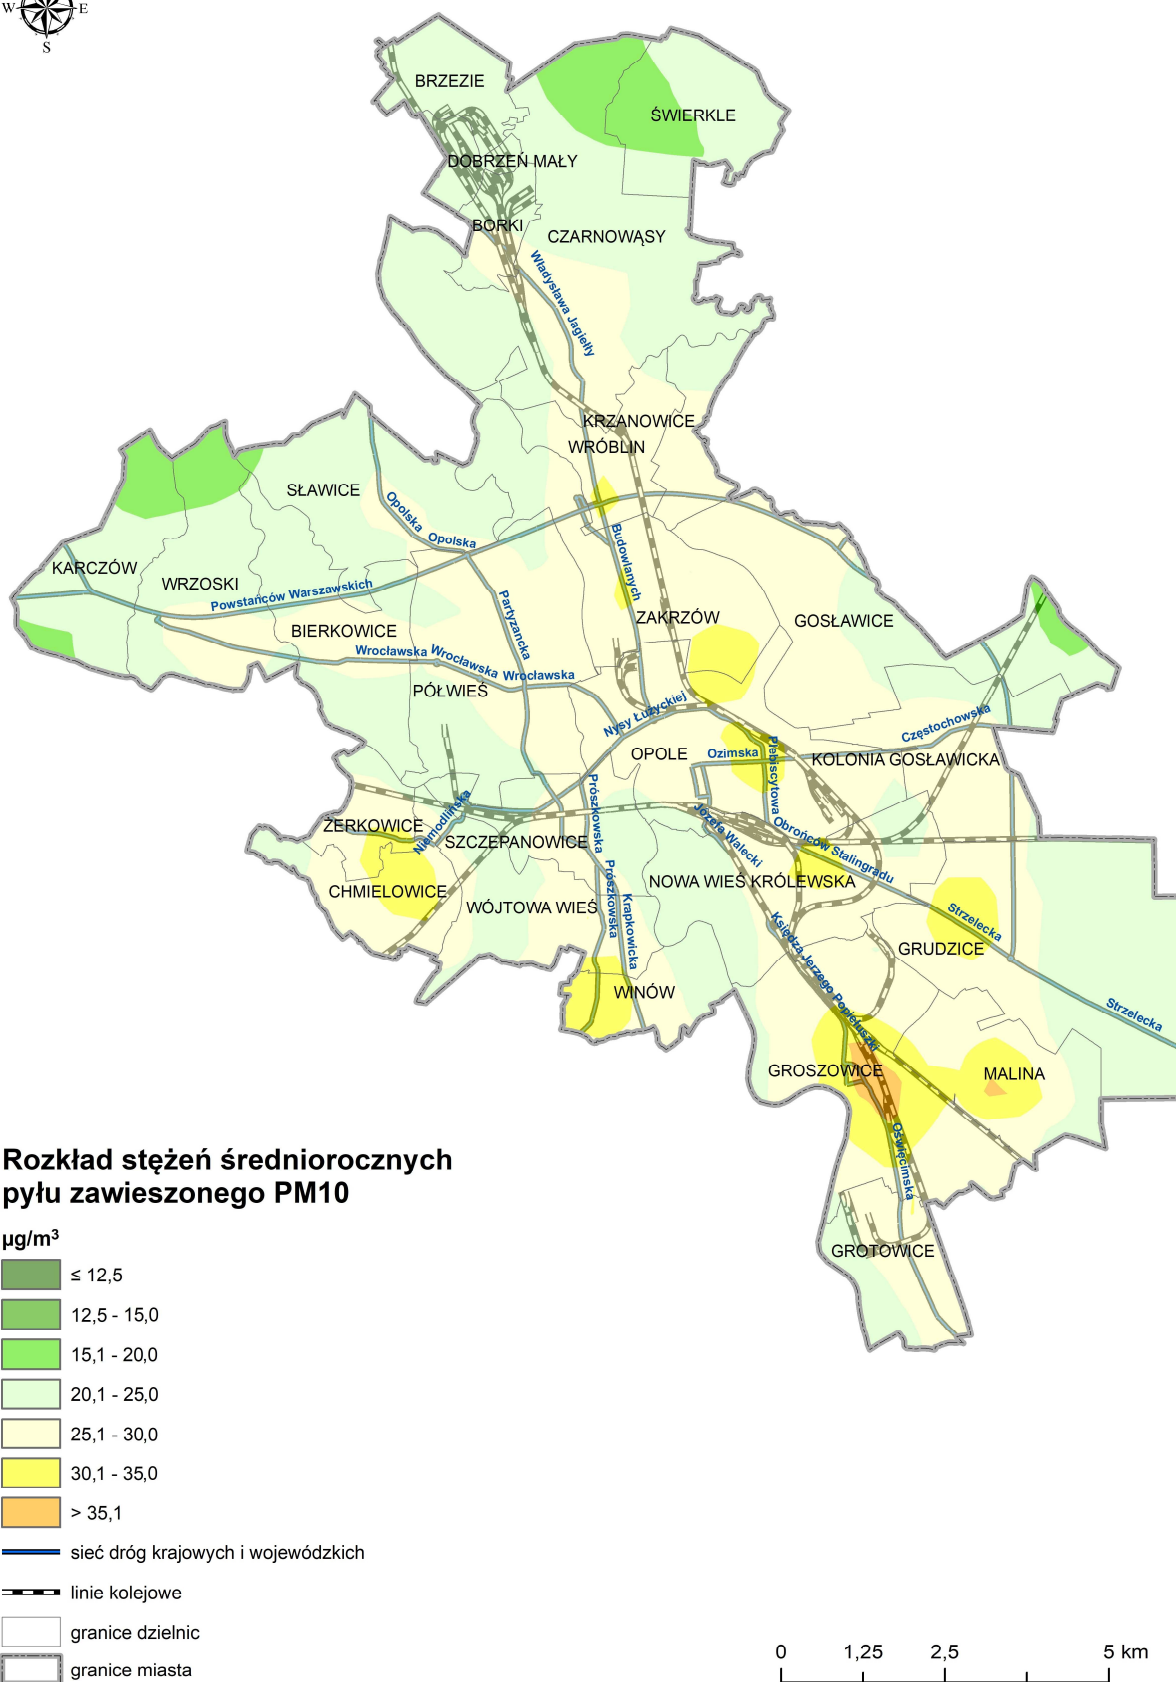 W E
S
BRZEZIE
ŚWIERKLE
DOBRZEŃ MAŁY
BORKI
CZARNOWĄSY
Władysława Jagiełły
KRZANOWICE
WRÓBLIN
SŁAWICE
Opolska
Opolska
Budowlanych
KARCZÓW
WRZOSKI
Powstańców Warszawskich
Partyzancka
ZAKRZÓW
GOSŁAWICE
BIERKOWICE
Wrocławska
Wrocławska
Wrocławska
PÓŁWIEŚ
Nysy Łużyckiej
Częstochowska
OPOLE
Ozimska
Plebiscytowa
KOLONIA GOSŁAWICKA
Prószkowska
Niemodlińska
ŻERKOWICE
SZCZEPANOWICE
Józefa Walecki
Obrońców Stalingradu
CHMIELOWICE
NOWA WIEŚ KRÓLEWSKA
WÓJTOWA WIEŚ
Prószkowska
Krapkowicka
Księdza Jerzego Popiełuszki
Strzelecka
GRUDZICE
WINÓW
Strzelecka
GROSZOWICE
MALINA
Oświęcimska
GROTOWICE
Rozkład stężeń średniorocznych
pyłu zawieszonego PM10
µg/m³
≤ 12,5
12,5 - 15,0
15,1 - 20,0
20,1 - 25,0
25,1 - 30,0
30,1 - 35,0
> 35,1
sieć dróg krajowych i wojewódzkich
linie kolejowe
granice dzielnic
granice miasta
0 1,25 2,5 5 km